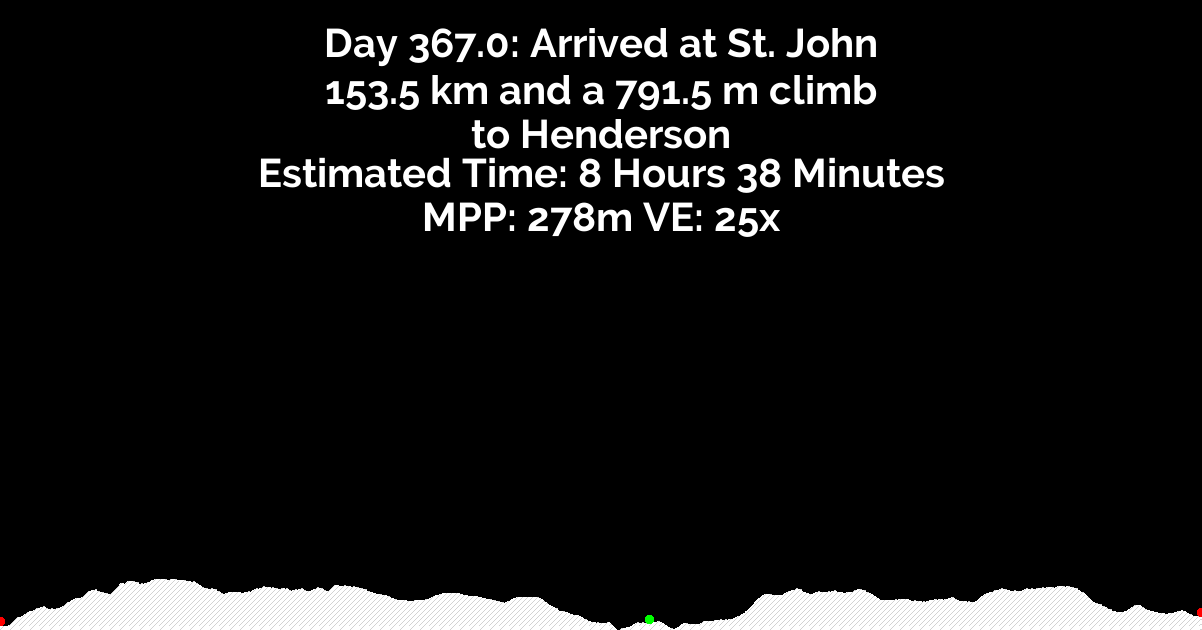 Day 367.0: Arrived at St. John
153.5 km and a 791.5 m climb
to Henderson
Estimated Time: 8 Hours 38 Minutes
MPP: 278m VE: 25x